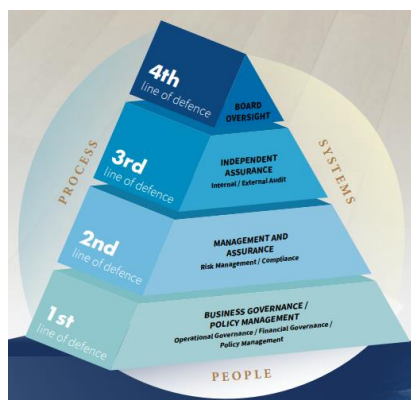 4th
line of defence
BOARD
OVERSIGHT
3rd
line of defence
INDEPENDENT
ASSURANCE
Internal / External Audit
PROCESS
SYSTEMS
2nd
line of defence
MANAGEMENT AND
ASSURANCE
Risk Management / Compliance
1st
line of defence
BUSINESS GOVERNANCE /
POLICY MANAGEMENT
Operational Governance / Financial Governance /
Policy Management
PEOPLE